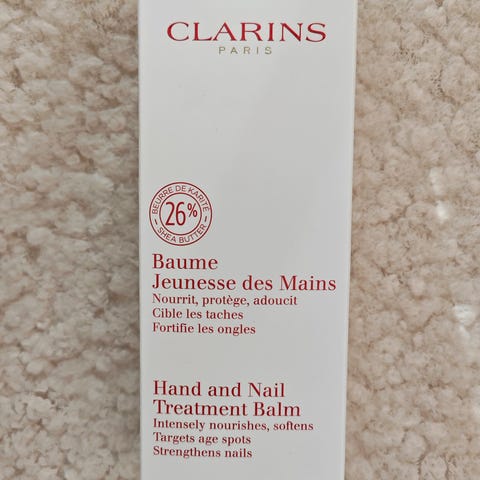 CLARINS
PARIS
BEURRE DE KARITÉ
26%
SHEA BUTTER
Baume
Jeunesse des Mains
Nourrit, protège, adoucit
Cible les taches
Fortifie les ongles
Hand and Nail
Treatment Balm
Intensely nourishes, softens
Targets age spots
Strengthens nails